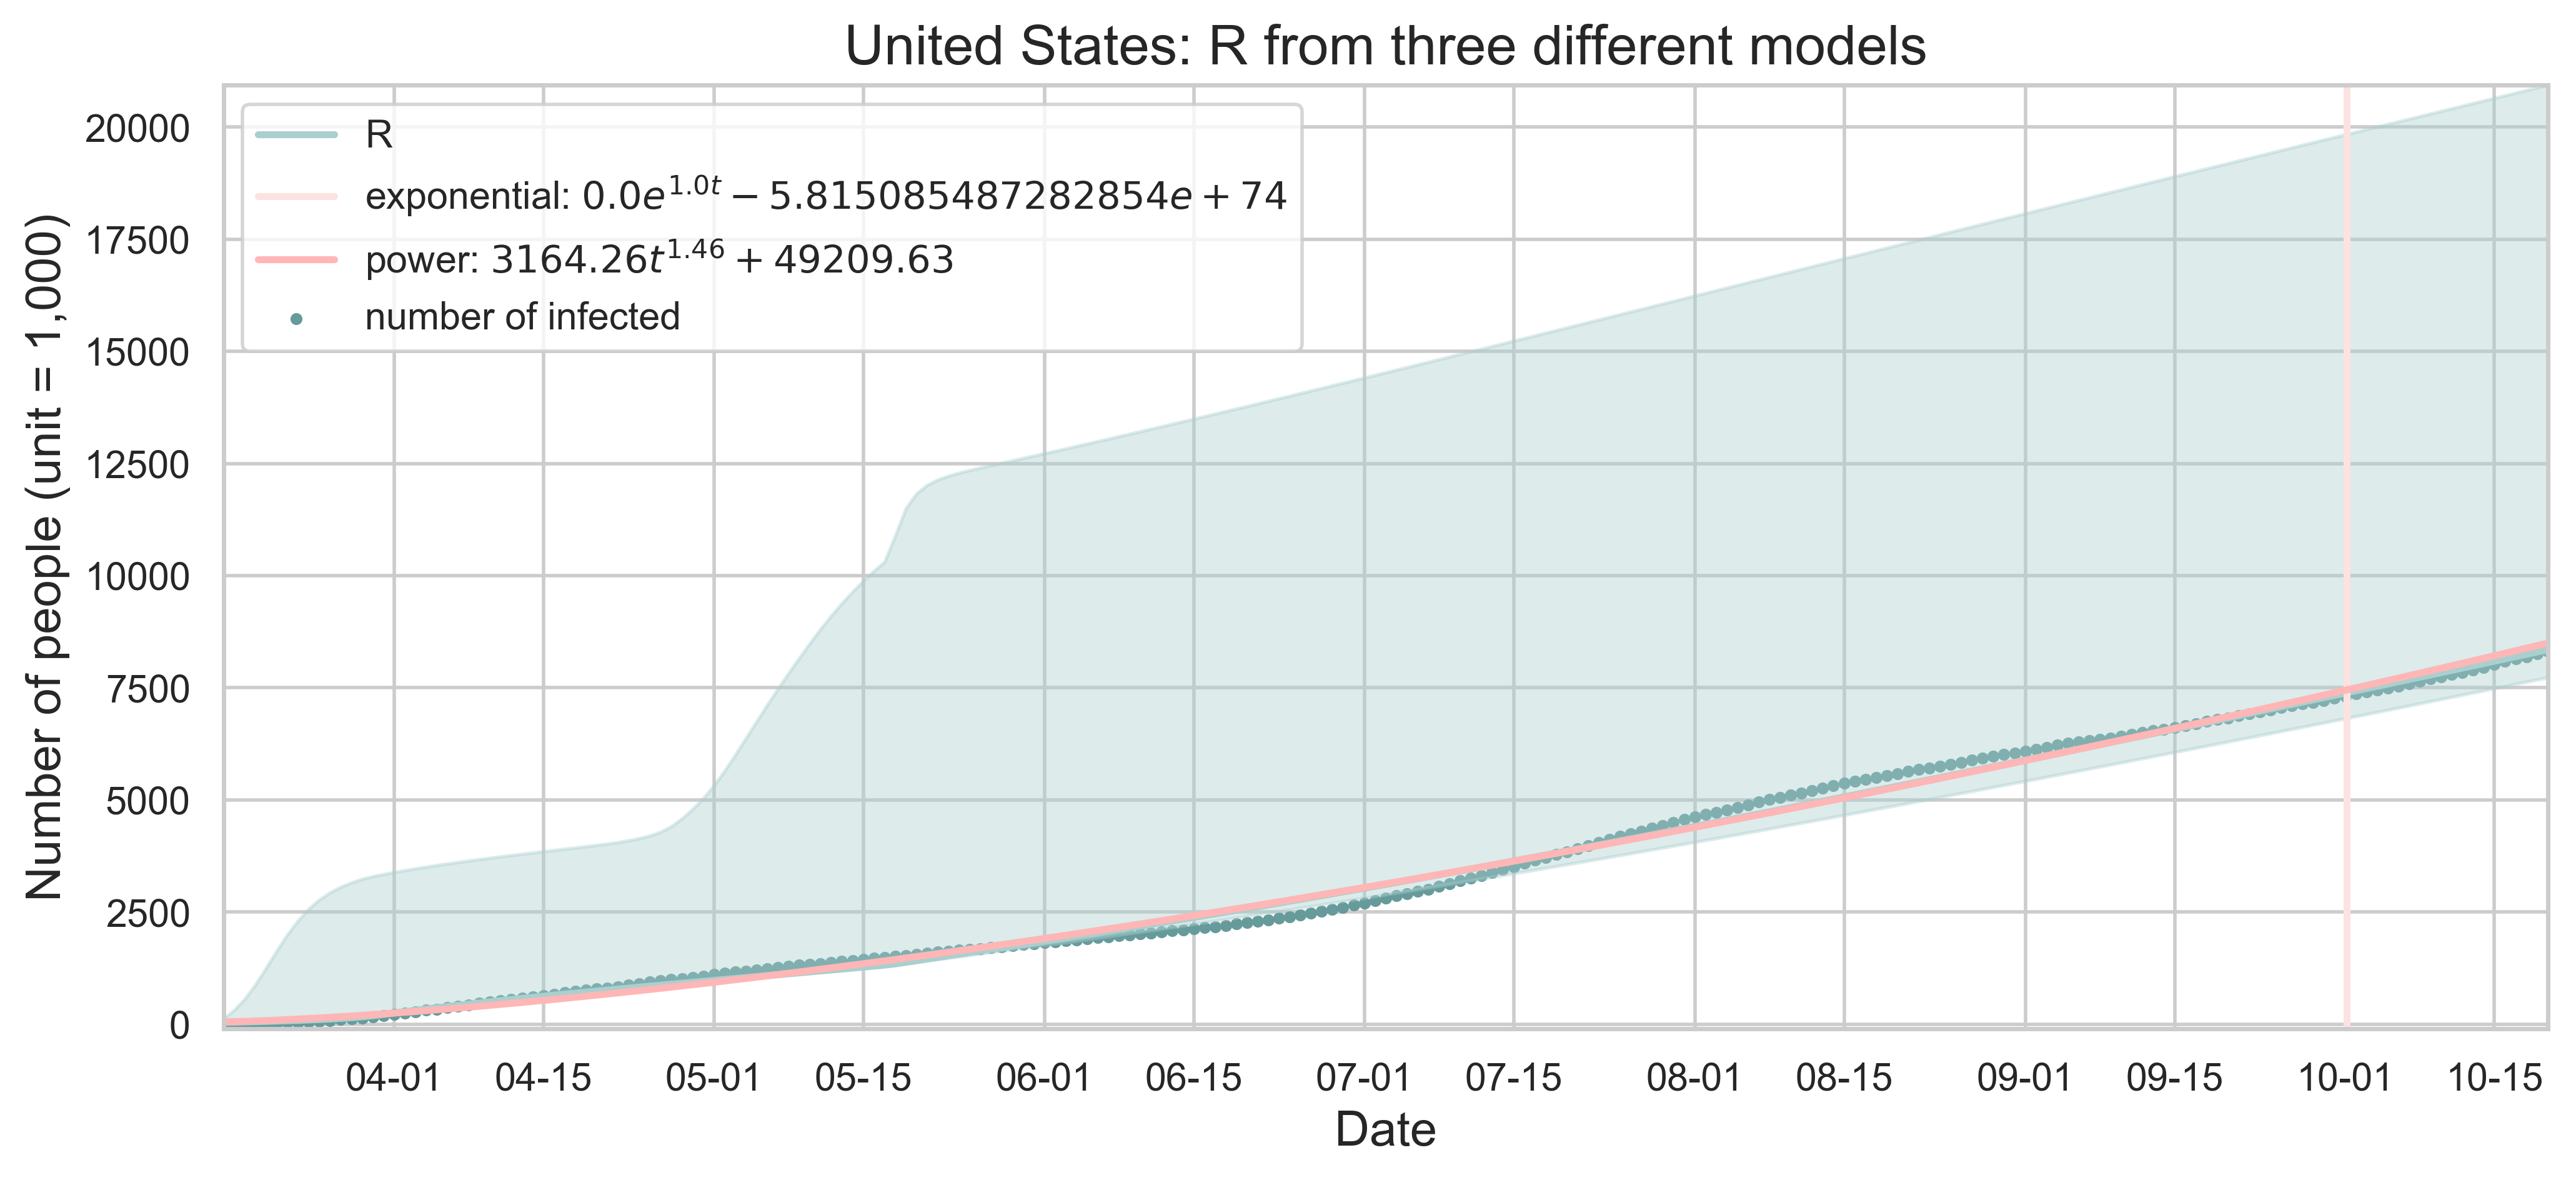 United States: R from three different models
Number of people (unit = 1,000)
20000
17500
15000
12500
10000
7500
5000
2500
0
R
exponential: 0.0e^{1.0t} − 5.815085487282854e + 74
power: 3164.26t^{1.46} + 49209.63
number of infected
04-01 04-15 05-01 05-15 06-01 06-15 07-01 07-15 08-01 08-15 09-01 09-15 10-01 10-15
Date